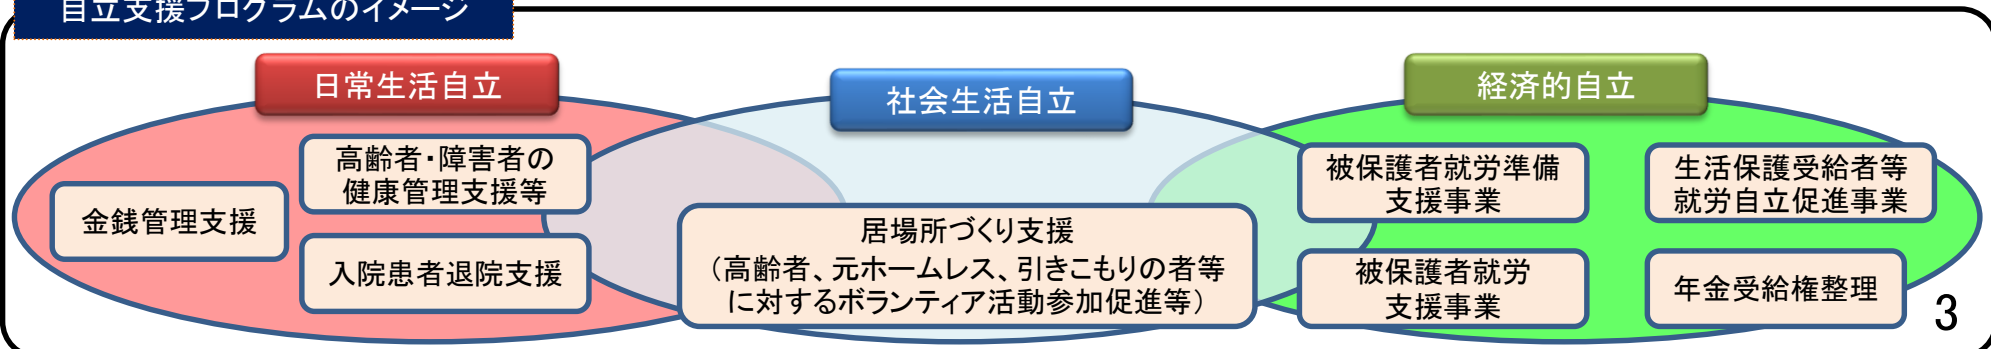 自立支援プログラムのイメージ
日常生活自立
社会生活自立
経済的自立
金銭管理支援
高齢者・障害者の
健康管理支援等
入院患者退院支援
居場所づくり支援
(高齢者、元ホームレス、引きこもりの者等
に対するボランティア活動参加促進等)
被保護者就労準備
支援事業
被保護者就労
支援事業
生活保護受給者等
就労自立促進事業
年金受給権整理
3